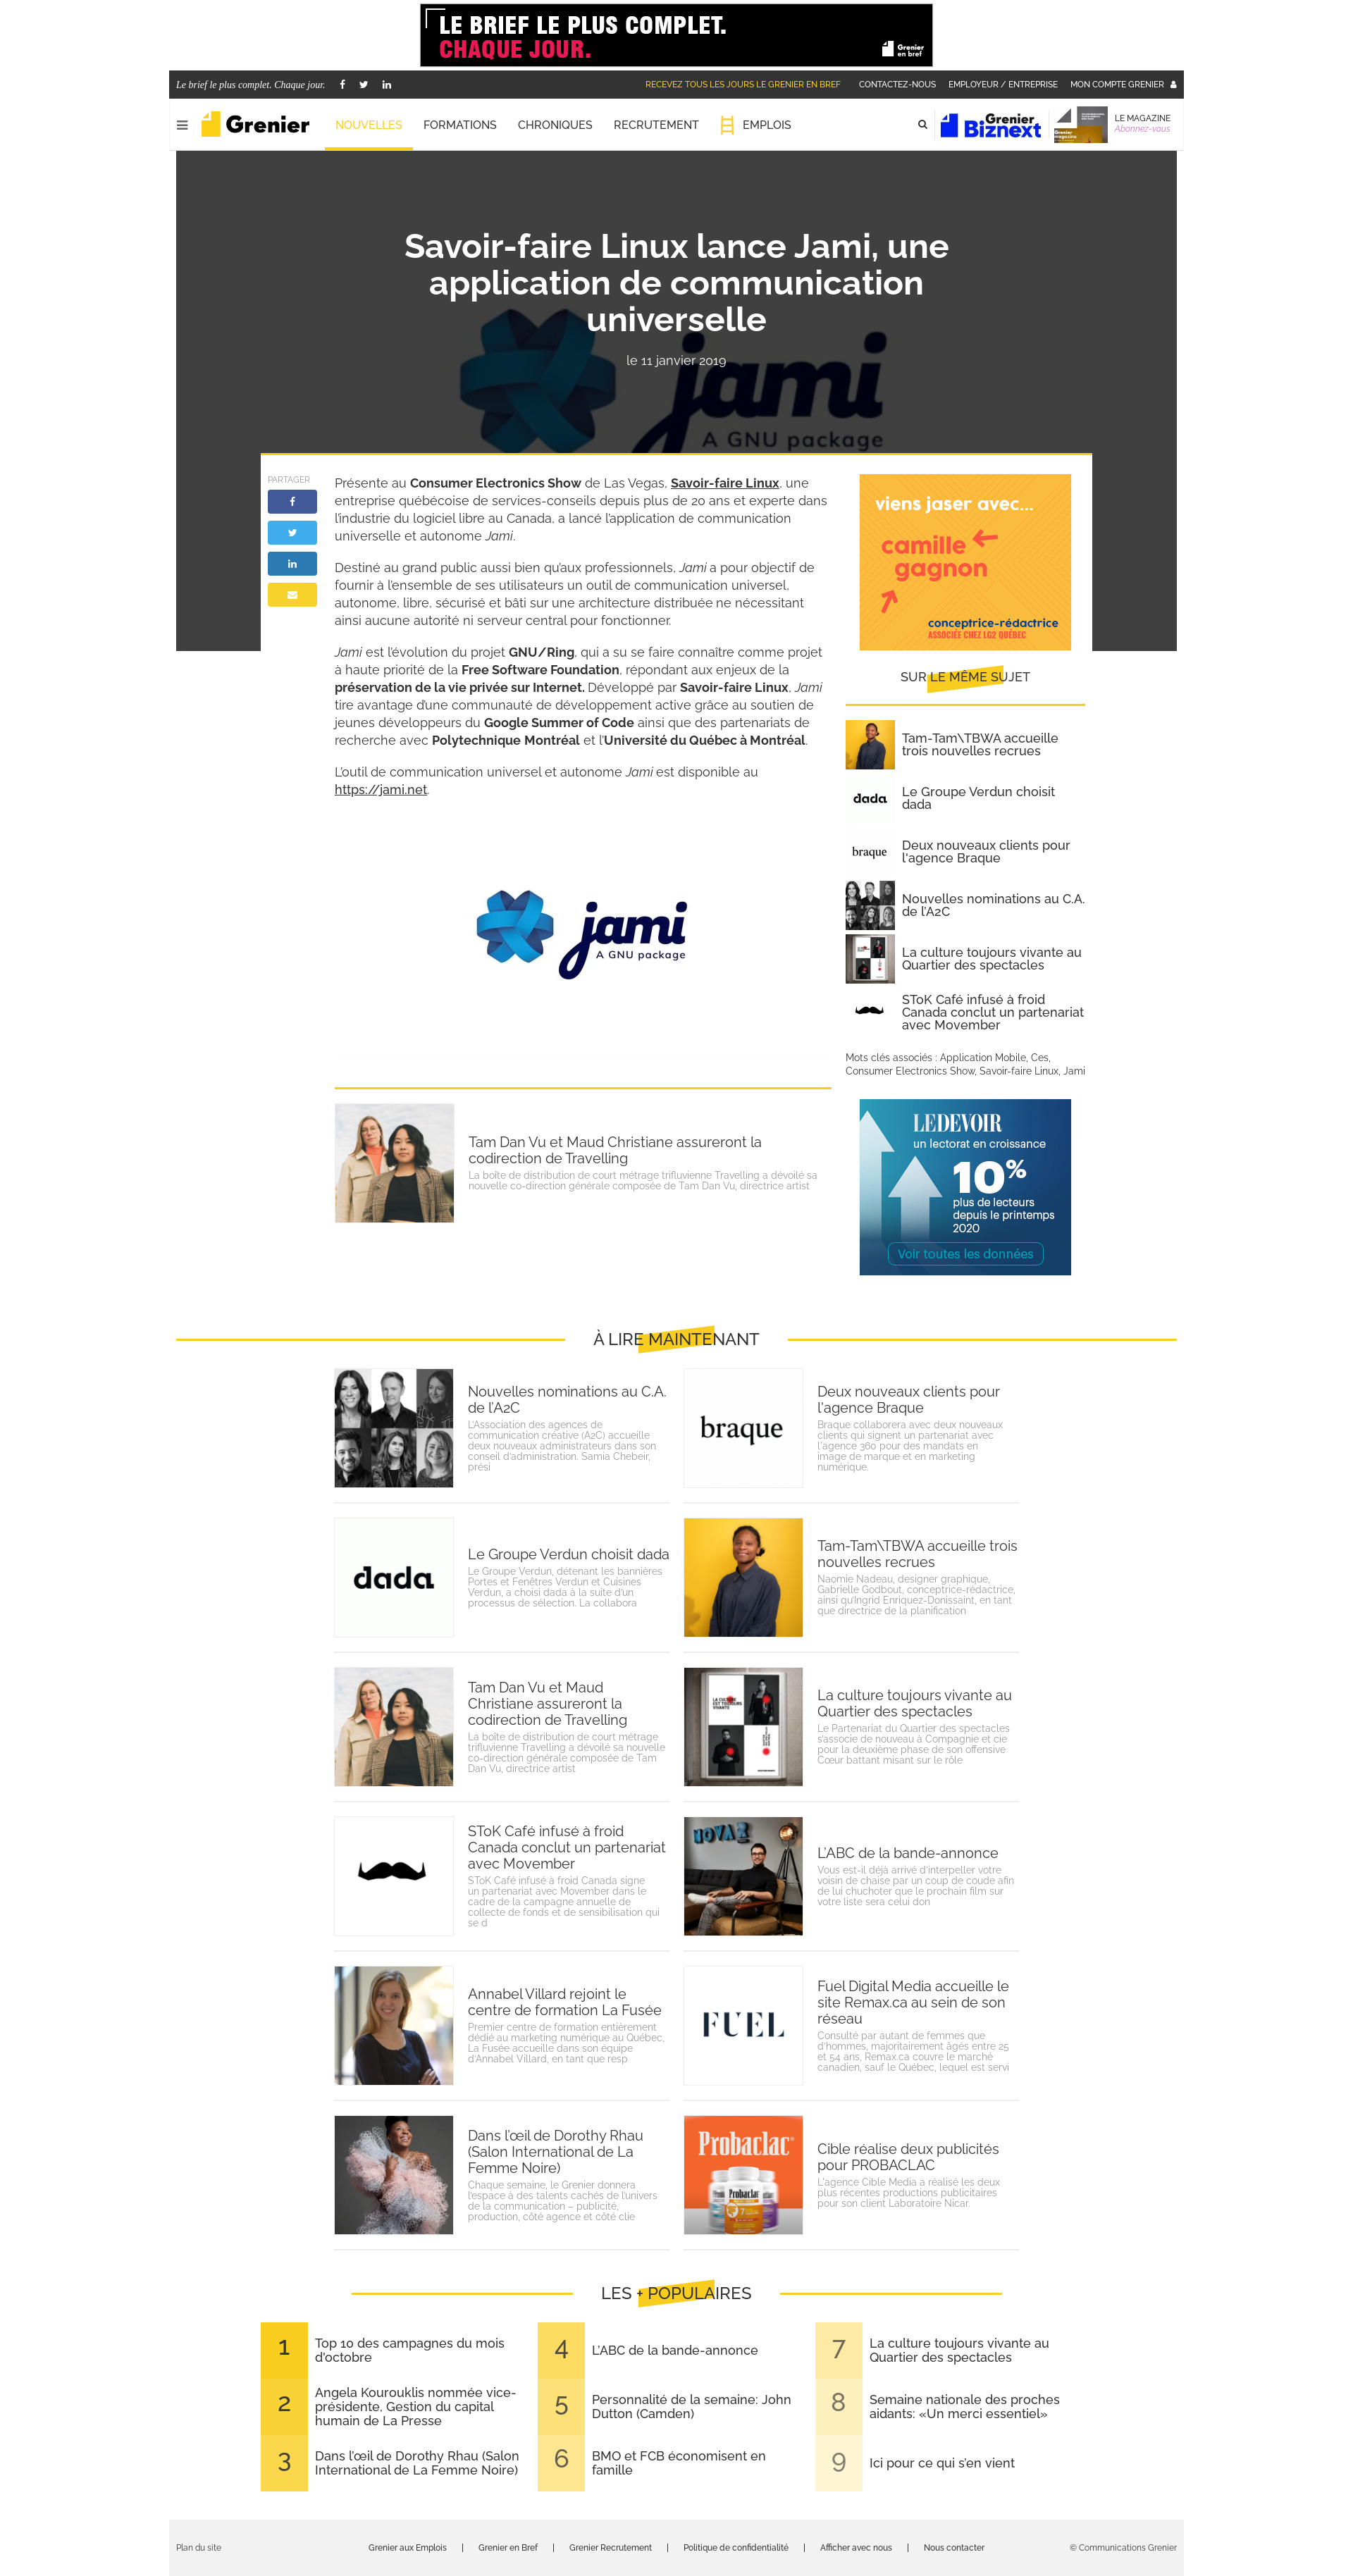 LE BRIEF LE PLUS COMPLET.
CHAQUE JOUR.
Grenier
en bref
Le brief le plus complet. Chaque jour.
RECEVEZ TOUS LES JOURS LE GRENIER EN BREF CONTACTEZ-NOUS EMPLOYEUR / ENTREPRISE MON COMPTE GRENIER
Grenier NOUVELLES FORMATIONS CHRONIQUES RECRUTEMENT EMPLOIS
Grenier
Biznext
LE MAGAZINE
Abonnez-vous
Savoir-faire Linux lance Jami, une
application de communication
universelle
le 11 janvier 2019
jami
A GNU package
PARTAGER
Présente au Consumer Electronics Show de Las Vegas, Savoir-faire Linux, une
entreprise québécoise de services-conseils depuis plus de 20 ans et experte dans
l'industrie du logiciel libre au Canada, a lancé l'application de communication
universelle et autonome Jami.
Destiné au grand public aussi bien qu'aux professionnels, Jami a pour objectif de
fournir à l'ensemble de ses utilisateurs un outil de communication universel,
autonome, libre, sécurisé et bâti sur une architecture distribuée ne nécessitant
ainsi aucune autorité ni serveur central pour fonctionner.
Jami est l'évolution du projet GNU/Ring, qui a su se faire connaître comme projet
à haute priorité de la Free Software Foundation, répondant aux enjeux de la
préservation de la vie privée sur Internet. Développé par Savoir-faire Linux, Jami
tire avantage d'une communauté de développement active grâce au soutien de
jeunes développeurs du Google Summer of Code ainsi que des partenariats de
recherche avec Polytechnique Montréal et l'Université du Québec à Montréal.
L'outil de communication universel et autonome Jami est disponible au
https://jami.net.
jami
A GNU package
viens jaser avec...
camille
gagnon
conceptrice-rédactrice
ASSOCIÉE CHEZ LG2 QUÉBEC
SUR LE MÊME SUJET
Tam-Tam\TBWA accueille
trois nouvelles recrues
dada
Le Groupe Verdun choisit
dada
braque
Deux nouveaux clients pour
l'agence Braque
Nouvelles nominations au C.A.
de l'A2C
La culture toujours vivante au
Quartier des spectacles
SToK Café infusé à froid
Canada conclut un partenariat
avec Movember
Mots clés associés : Application Mobile, Ces,
Consumer Electronics Show, Savoir-faire Linux, Jami
LE DEVOIR
un lectorat en croissance
10%
plus de lecteurs
depuis le printemps
2020
Voir toutes les données
Tam Dan Vu et Maud Christiane assureront la
codirection de Travelling
La boîte de distribution de court métrage trifluvienne Travelling a dévoilé sa
nouvelle co-direction générale composée de Tam Dan Vu, directrice artist
À LIRE MAINTENANT
Nouvelles nominations au C.A.
de l'A2C
L'Association des agences de
communication créative (A2C) accueille
deux nouveaux administrateurs dans son
conseil d'administration. Samia Chebeir,
prési
braque
Deux nouveaux clients pour
l'agence Braque
Braque collaborera avec deux nouveaux
clients qui signent un partenariat avec
l'agence 360 pour des mandats en
image de marque et en marketing
numérique.
dada
Le Groupe Verdun choisit dada
Le Groupe Verdun, détenant les bannières
Portes et Fenêtres Verdun et Cuisines
Verdun, a choisi dada à la suite d'un
processus de sélection. La collabora
Tam-Tam\TBWA accueille trois
nouvelles recrues
Naomie Nadeau, designer graphique,
Gabrielle Godbout, conceptrice-rédactrice,
ainsi qu'Ingrid Enriquez-Donissaint, en tant
que directrice de la planification
Tam Dan Vu et Maud
Christiane assureront la
codirection de Travelling
La boîte de distribution de court métrage
trifluvienne Travelling a dévoilé sa nouvelle
co-direction générale composée de Tam
Dan Vu, directrice artist
LA CULTURE
EST TOUJOURS
VIVANTE
La culture toujours vivante au
Quartier des spectacles
Le Partenariat du Quartier des spectacles
s'associe de nouveau à Compagnie et cie
pour la deuxième phase de son offensive
Cœur battant misant sur le rôle
SToK Café infusé à froid
Canada conclut un partenariat
avec Movember
SToK Café infusé à froid Canada signe
un partenariat avec Movember dans le
cadre de la campagne annuelle de
collecte de fonds et de sensibilisation qui
se d
L'ABC de la bande-annonce
Vous est-il déjà arrivé d'interpeller votre
voisin de chaise par un coup de coude afin
de lui chuchoter que le prochain film sur
votre liste sera celui don
Annabel Villard rejoint le
centre de formation La Fusée
Premier centre de formation entièrement
dédié au marketing numérique au Québec,
La Fusée accueille dans son équipe
d'Annabel Villard, en tant que resp
FUEL
Fuel Digital Media accueille le
site Remax.ca au sein de son
réseau
Consulté par autant de femmes que
d'hommes, majoritairement âgés entre 25
et 54 ans, Remax.ca couvre le marché
canadien, sauf le Québec, lequel est servi
Dans l'œil de Dorothy Rhau
(Salon International de La
Femme Noire)
Chaque semaine, le Grenier donnera
l'espace à des talents cachés de l'univers
de la communication – publicité,
production, côté agence et côté clie
Probaclac
Probaclac
Cible réalise deux publicités
pour PROBACLAC
L'agence Cible Media a réalisé les deux
plus récentes productions publicitaires
pour son client Laboratoire Nicar.
LES + POPULAIRES
1 Top 10 des campagnes du mois
d'octobre
2 Angela Kourouklis nommée vice-
présidente, Gestion du capital
humain de La Presse
3 Dans l'œil de Dorothy Rhau (Salon
International de La Femme Noire)
4 L'ABC de la bande-annonce
5 Personnalité de la semaine: John
Dutton (Camden)
6 BMO et FCB économisent en
famille
7 La culture toujours vivante au
Quartier des spectacles
8 Semaine nationale des proches
aidants: «Un merci essentiel»
9 Ici pour ce qui s'en vient
Plan du site Grenier aux Emplois | Grenier en Bref | Grenier Recrutement | Politique de confidentialité | Afficher avec nous | Nous contacter © Communications Grenier